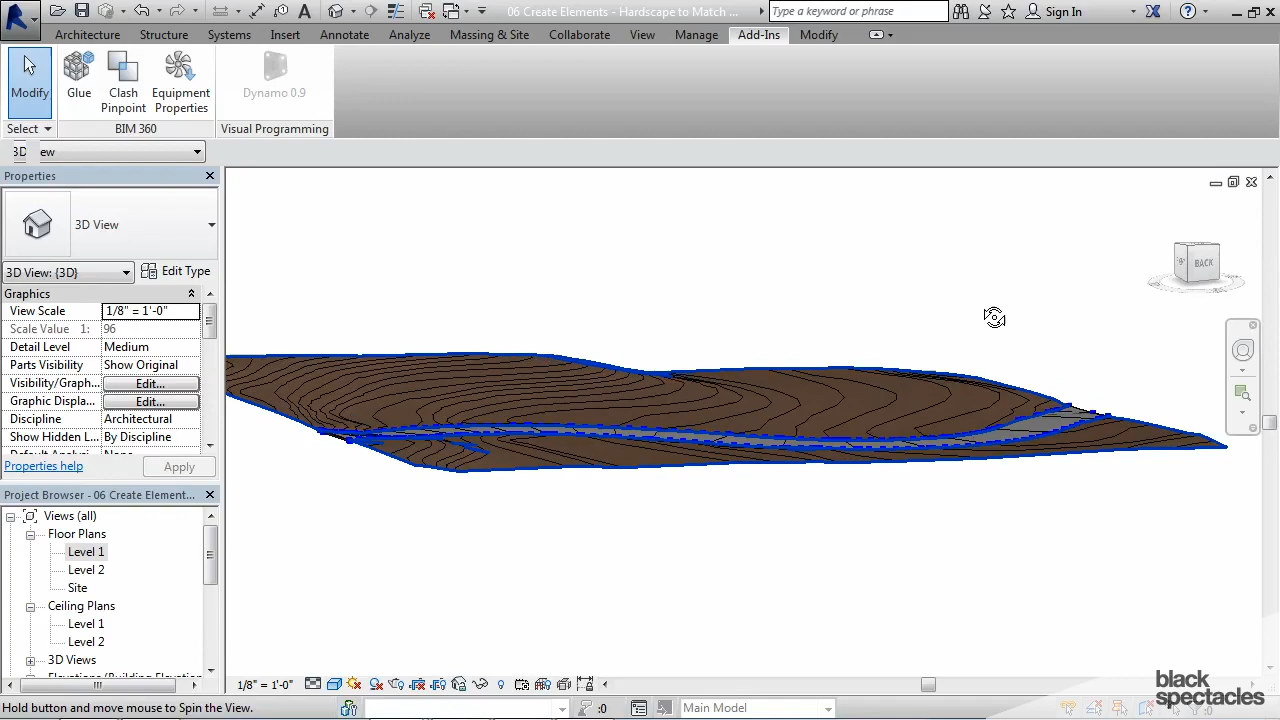 06 Create Elements - Hardscape to Match ...
Type a keyword or phrase
Sign In
Architecture Structure Systems Insert Annotate Analyze Massing & Site Collaborate View Manage Add-Ins Modify
Modify
Glue
Clash Pinpoint
Equipment Properties
Dynamo 0.9
Select
BIM 360
Visual Programming
3D ew
Properties
3D View
3D View: {3D}
Edit Type
Graphics
View Scale 1/8" = 1'-0"
Scale Value 1: 96
Detail Level Medium
Parts Visibility Show Original
Visibility/Graph... Edit...
Graphic Displa... Edit...
Discipline Architectural
Show Hidden L... By Discipline
Properties help
Apply
Project Browser - 06 Create Element...
Views (all)
Floor Plans
Level 1
Level 2
Site
Ceiling Plans
Level 1
Level 2
3D Views
BACK
1/8" = 1'-0"
Hold button and move mouse to Spin the View.
:0
Main Model
:0
black
spectacles